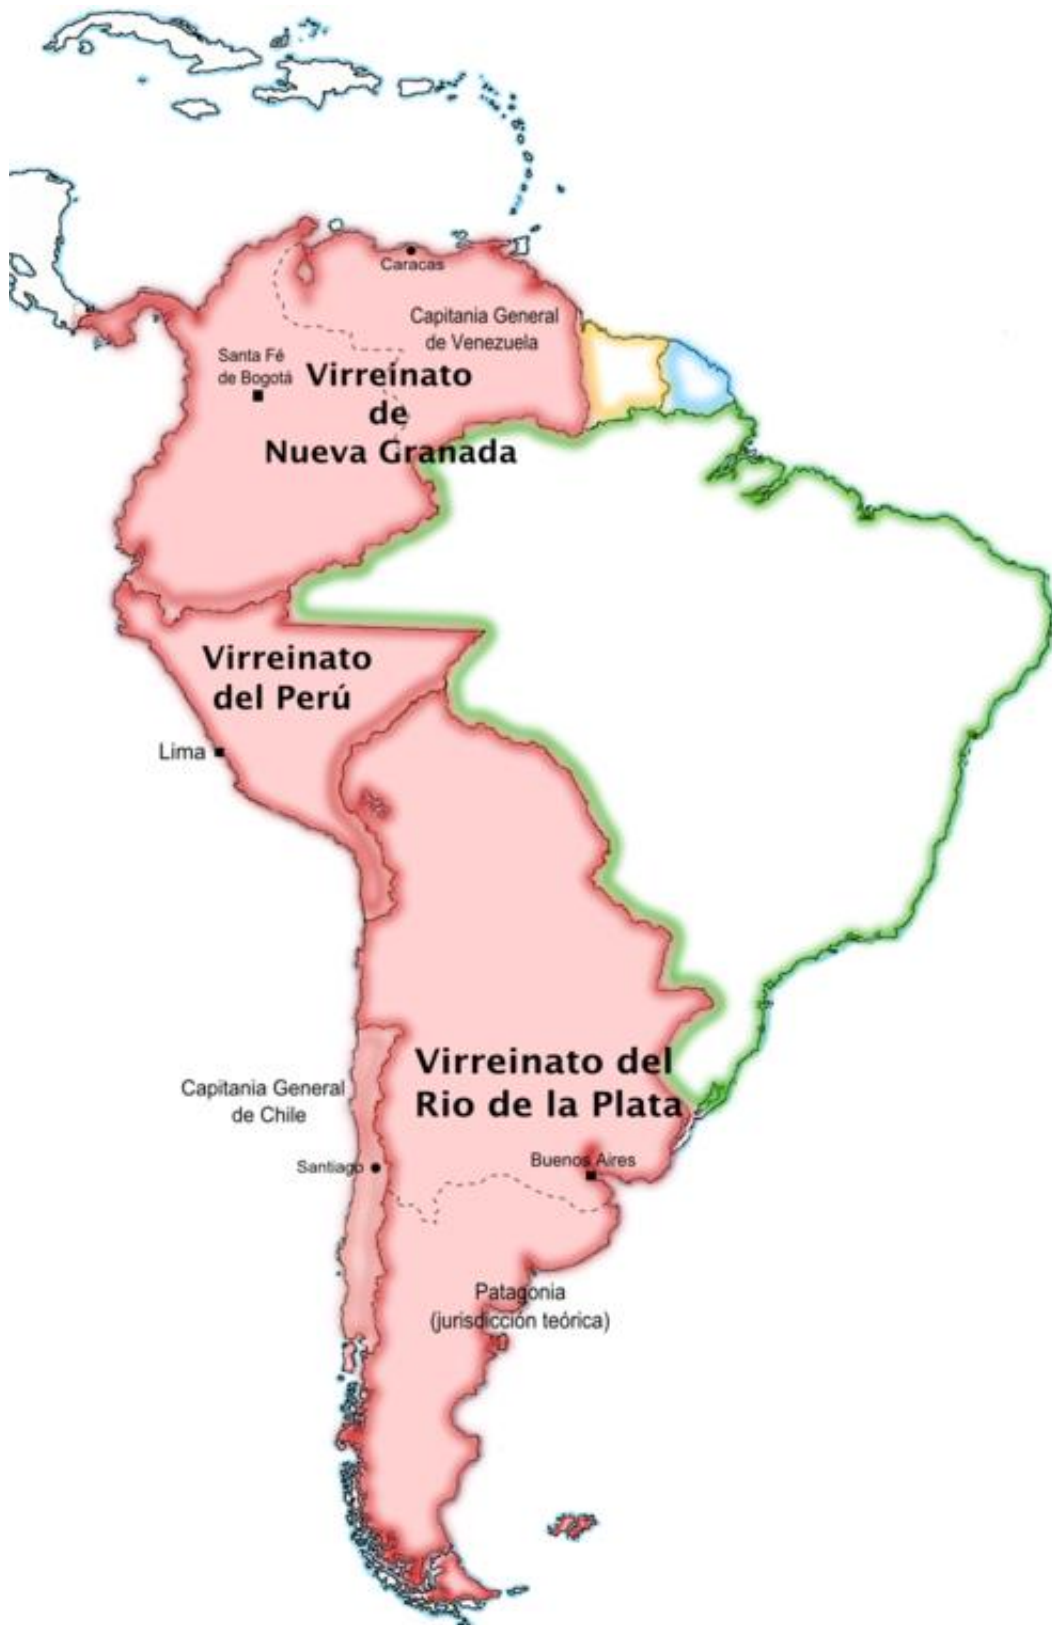 Caracas
Capitania General
de Venezuela
Santa Fé
de Bogotá
Virreinato
de
Nueva Granada
Virreinato
del Perú
Lima
Virreinato del
Rio de la Plata
Capitania General
de Chile
Santiago
Buenos Aires
Patagonia
(jurisdicción teórica)